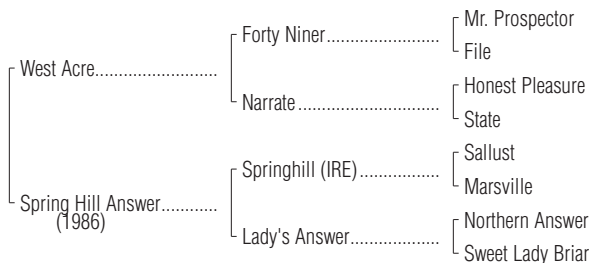 Mr. Prospector
Forty Niner........................
File
West Acre..........................
Honest Pleasure
Narrate..............................
State
Sallust
Springhill (IRE).................
Marsville
Spring Hill Answer............
(1986)
Northern Answer
Lady's Answer...................
Sweet Lady Briar